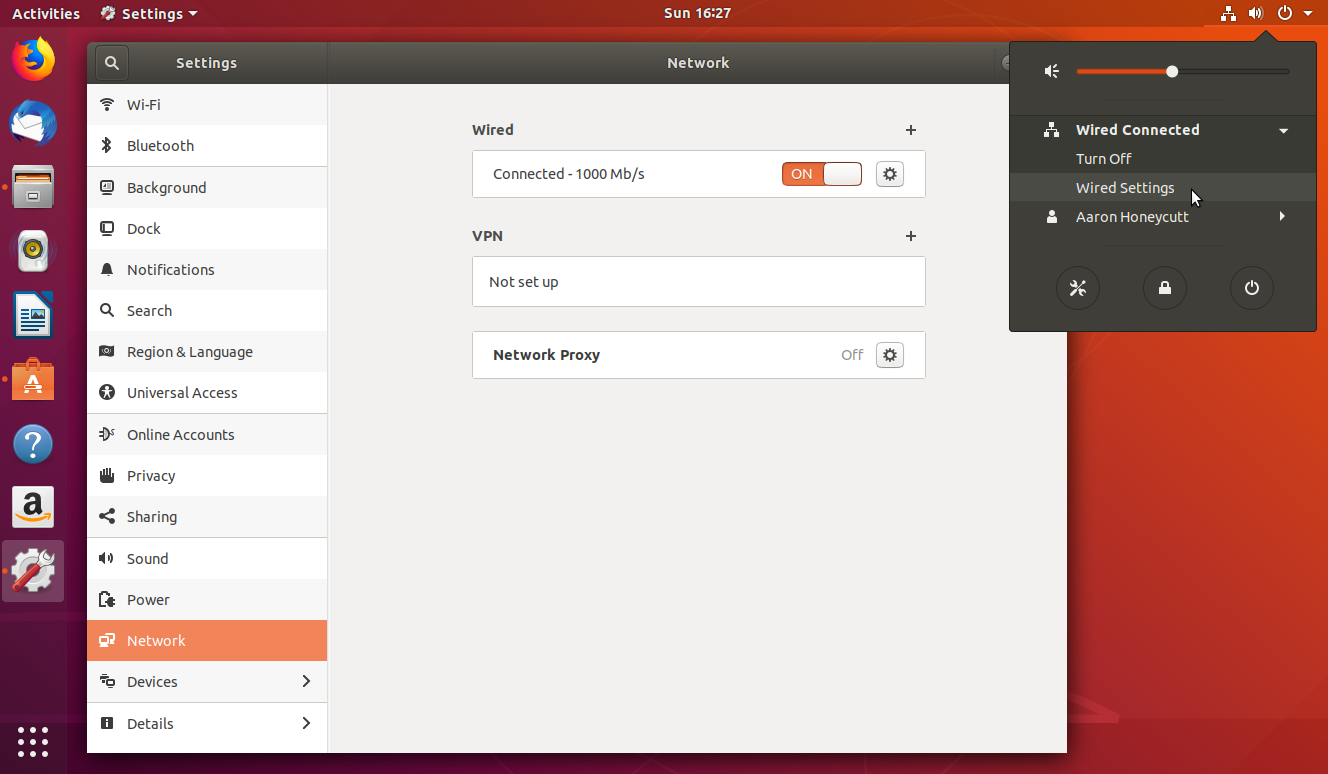 Activities
Settings
Sun 16:27
Settings
Network
Wi-Fi
Bluetooth
Background
Dock
Notifications
Search
Region & Language
Universal Access
Online Accounts
Privacy
Sharing
Sound
Power
Network
Devices
Details
Wired
Connected - 1000 Mb/s
ON
VPN
Not set up
Network Proxy
Off
Wired Connected
Turn Off
Wired Settings
Aaron Honeycutt